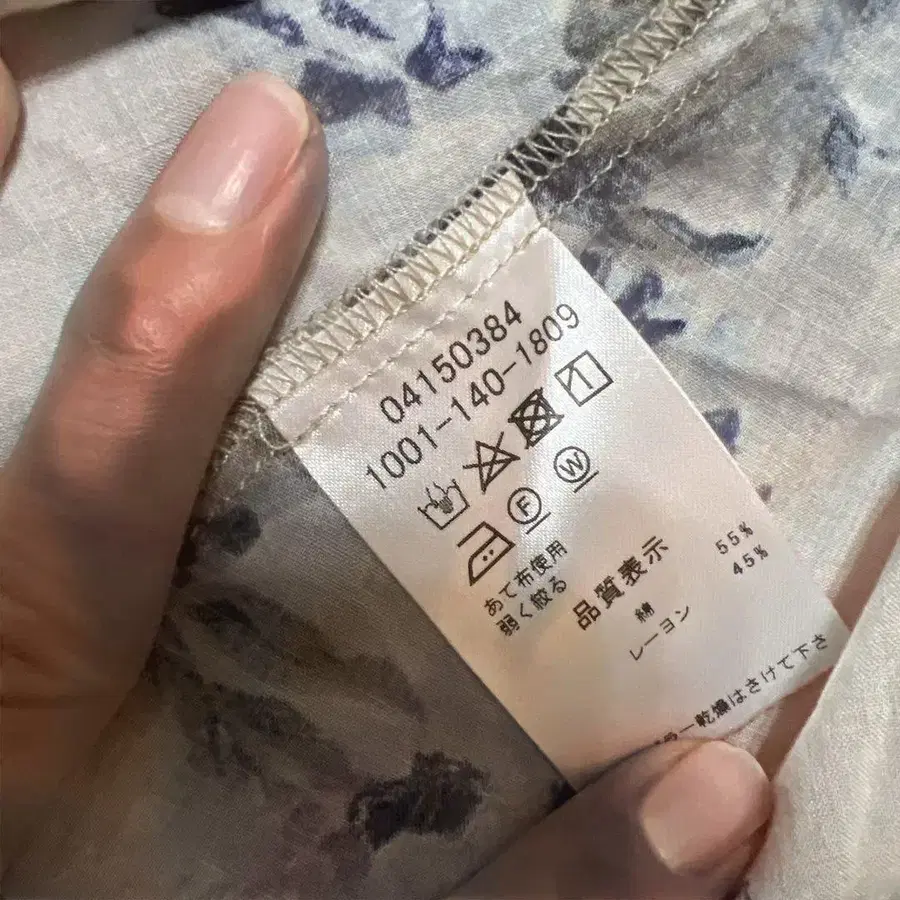 04150384
1001-140-1809
F W
あて布使用
弱く絞る
品質表示
綿 55%
レーヨン 45%
ー乾燥はさけて下さ